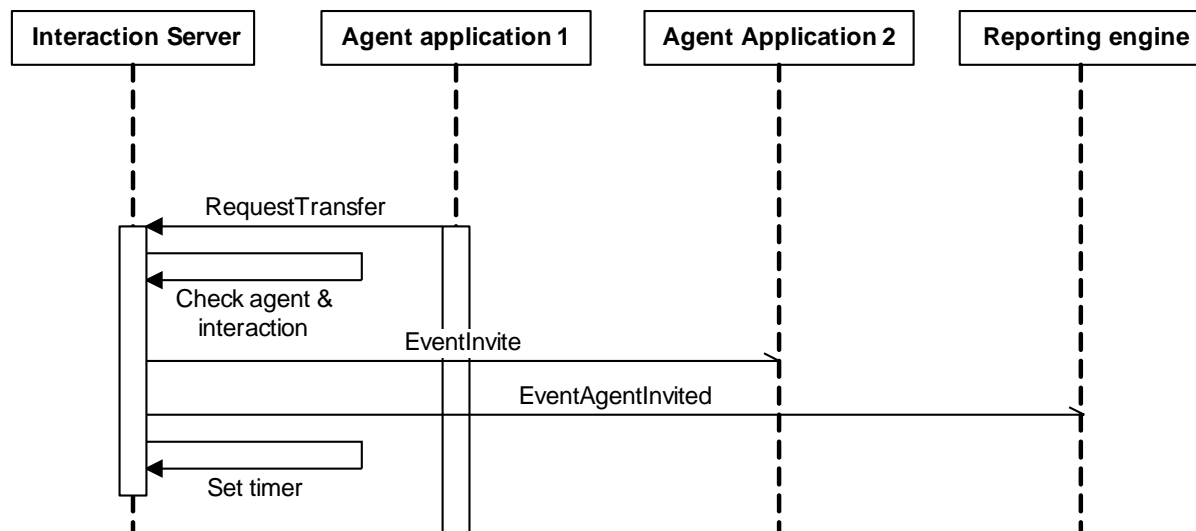 Interaction Server
Agent application 1
Agent Application 2
Reporting engine
RequestTransfer
Check agent &
interaction
EventInvite
EventAgentInvited
Set timer